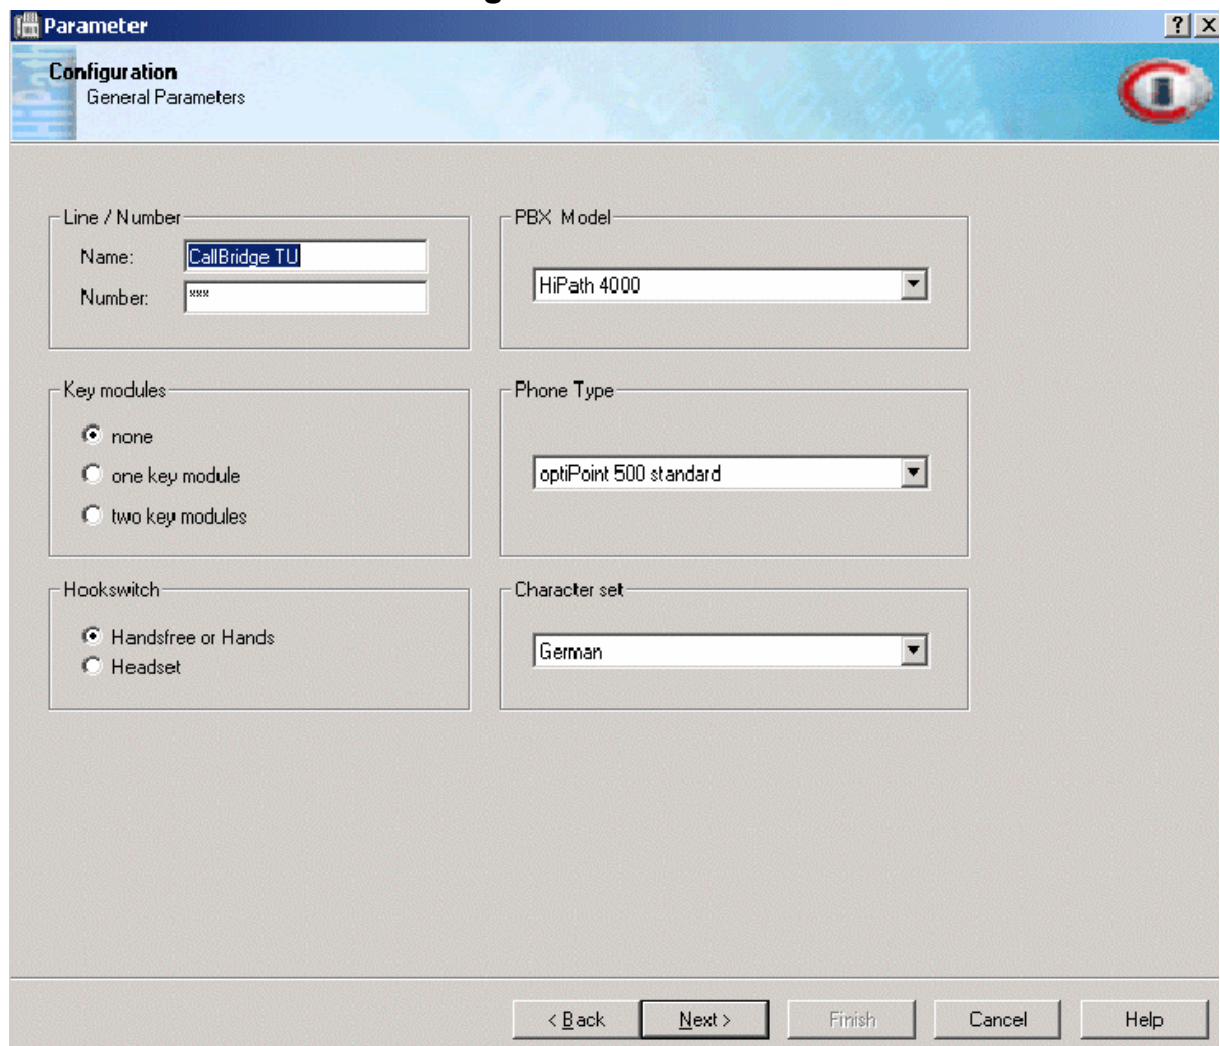 Parameter
Configuration
General Parameters
HiPath
Line / Number
Name: CallBridge TU
Number: xxx
PBX Model
HiPath 4000
Key modules
none
one key module
two key modules
Phone Type
optiPoint 500 standard
Hookswitch
Handsfree or Hands
Headset
Character set
German
< Back Next > Finish Cancel Help